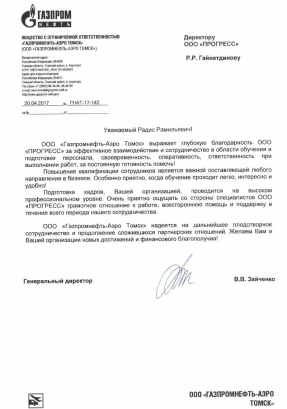 ГАЗПРОМ
НЕФТЬ
ОБЩЕСТВО С ОГРАНИЧЕННОЙ ОТВЕТСТВЕННОСТЬЮ
«ГАЗПРОМНЕФТЬ-АЭРО ТОМСК»
(ООО «ГАЗПРОМНЕФТЬ-АЭРО ТОМСК»)
Директору
ООО «ПРОГРЕСС»
Р.Р. Гайнетдинову
20.04.2017 № ГНАТ-17-142
Уважаемый Радис Рамильевич!
ООО «Газпромнефть-Аэро Томск» выражает глубокую благодарность ООО
«ПРОГРЕСС» за эффективное взаимодействие и сотрудничество в области обучения и
подготовки персонала, своевременность, оперативность, ответственность при
выполнении работ, за постоянную готовность помочь!
Повышение квалификации сотрудников является важной составляющей любого
направления в бизнесе. Особенно приятно, когда обучение проходит легко, интересно и
удобно!
Подготовка кадров, Вашей организацией, проводится на высоком
профессиональном уровне. Очень приятно ощущать со стороны специалистов ООО
«ПРОГРЕСС» грамотное отношение к работе, всестороннюю помощь и поддержку в
течение всего периода нашего сотрудничества.
ООО «Газпромнефть-Аэро Томск» надеется на дальнейшее плодотворное
сотрудничество и продолжение сложившихся партнерских отношений. Желаем Вам и
Вашей организации новых достижений и финансового благополучия!
Генеральный директор
В.В. Зайченко
ООО «ГАЗПРОМНЕФТЬ-АЭРО
ТОМСК»